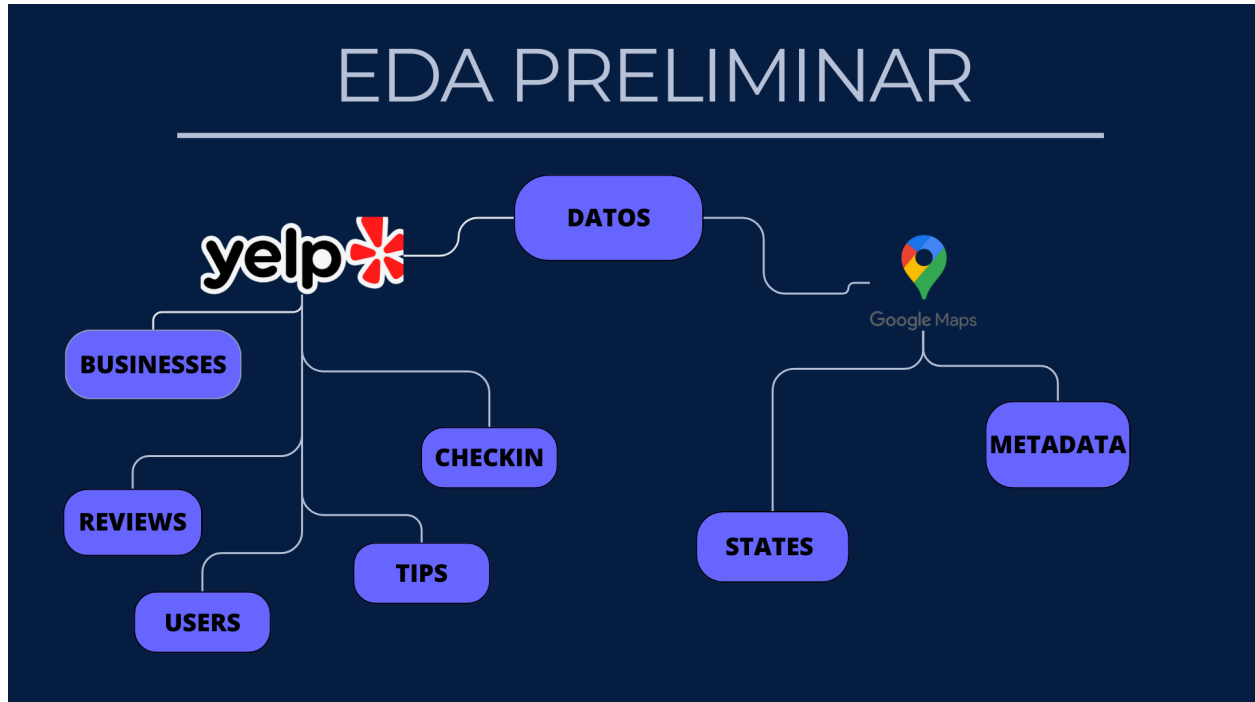 EDA PRELIMINAR
DATOS
yelp
Google Maps
BUSINESSES
METADATA
CHECKIN
REVIEWS
STATES
TIPS
USERS